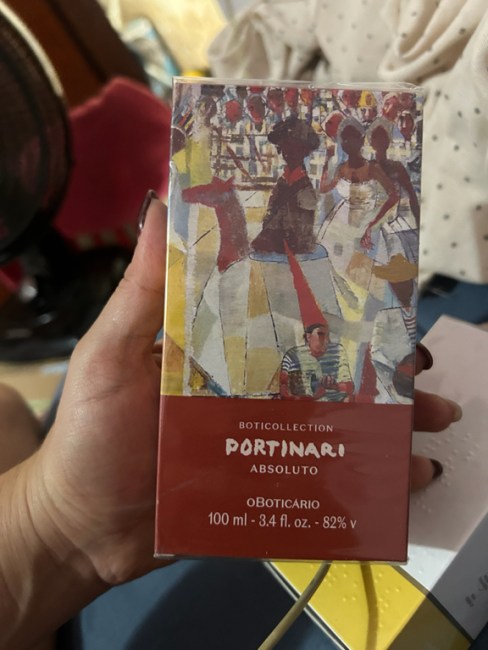 BOTICOLLECTION
PORTINARI
ABSOLUTO
OBOTICÁRIO
100 ml - 3.4 fl. oz. - 82% v